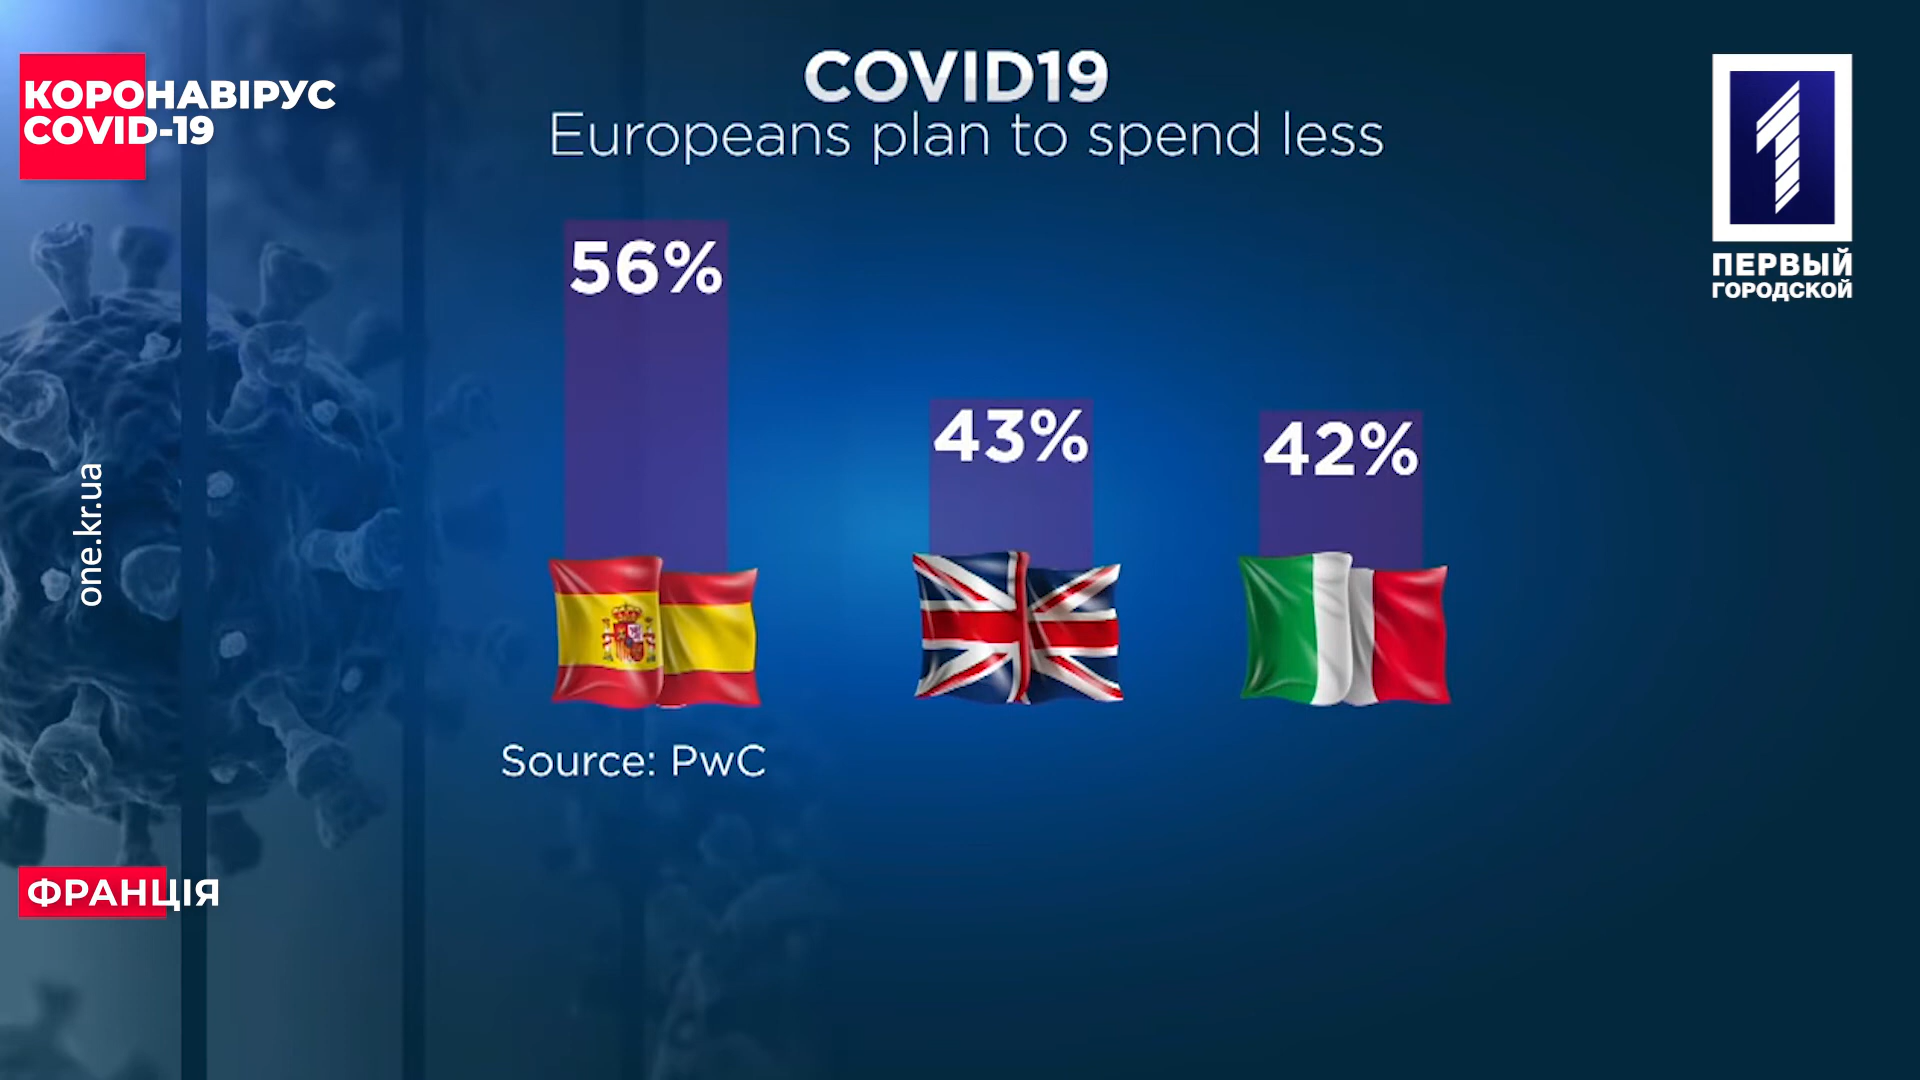 КОРОНАВІРУС
COVID-19
COVID19
Europeans plan to spend less
ПЕРВЫЙ
ГОРОДСКОЙ
56%
43%
42%
one.kr.ua
Source: PwC
ФРАНЦІЯ